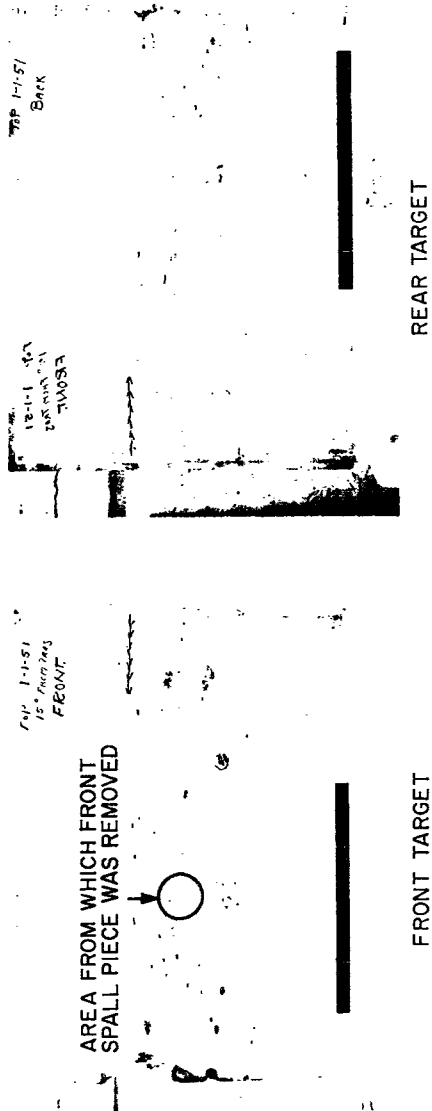 TOP 1-1-51
BACK
REAR TARGET
TOP 1-1-51
FRONT
AREA FROM WHICH FRONT
SPALL PIECE WAS REMOVED
FRONT TARGET